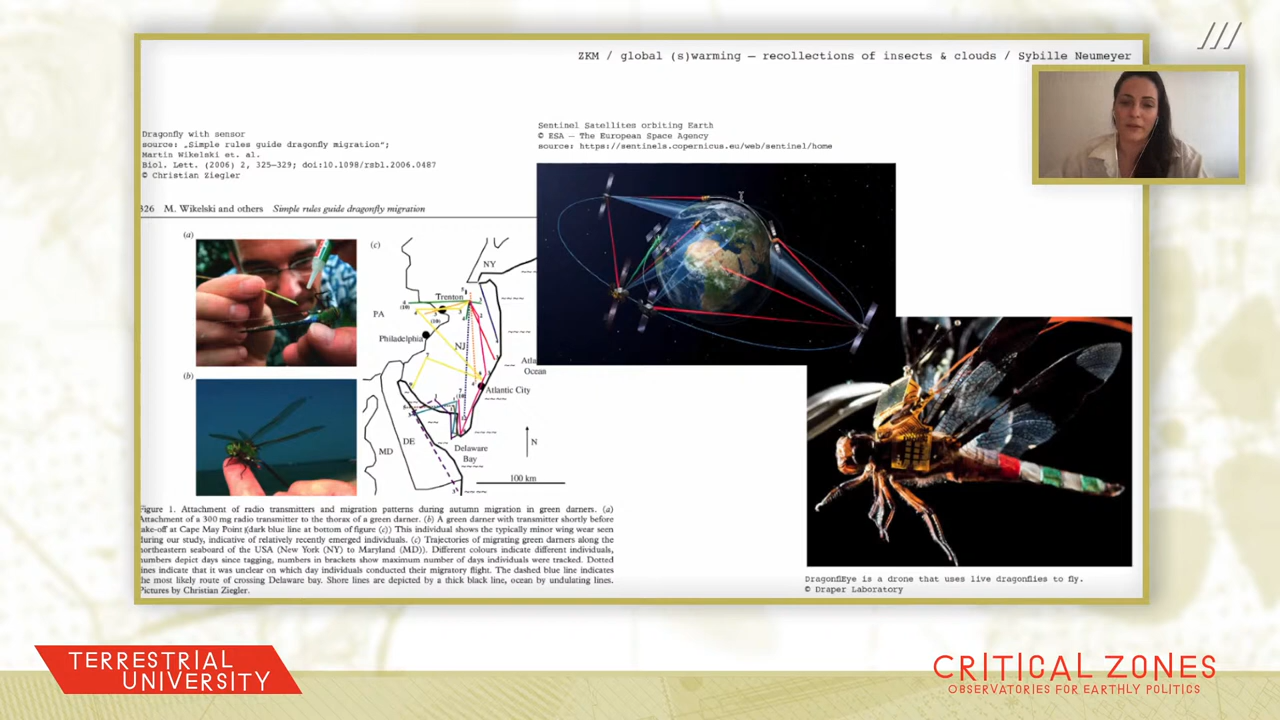 ZKM / global (s)warming — recollections of insects & clouds / Sybille Neumeyer
Dragonfly with sensor
source: „Simple rules guide dragonfly migration";
Martin Wikelski et. al.
Biol. Lett. (2006) 2, 325–329; doi:10.1098/rsbl.2006.0487
© Christian Ziegler
Sentinel Satellites orbiting Earth
© ESA – The European Space Agency
source: https://sentinels.copernicus.eu/web/sentinel/home
326 M. Wikelski and others Simple rules guide dragonfly migration
(a)
(b)
(c)
NY
Trenton
PA
Philadelphia
NJ
Ocean
Atlantic City
DE
MD
Delaware
Bay
N
100 km
Figure 1. Attachment of radio transmitters and migration patterns during autumn migration in green darners. (a)
Attachment of a 300 mg radio transmitter to the thorax of a green darner. (b) A green darner with transmitter shortly before
take-off at Cape May Point (dark blue line at bottom of figure (c)) This individual shows the typically minor wing wear seen
during our study, indicative of relatively recently emerged individuals. (c) Trajectories of migrating green darners along the
northeastern seaboard of the USA (New York (NY) to Maryland (MD)). Different colours indicate different individuals,
numbers depict days since tagging, numbers in brackets show maximum number of days individuals were tracked. Dotted
lines indicate that it was unclear on which day individuals conducted their migratory flight. The dashed blue line indicates
the most likely route of crossing Delaware bay. Shore lines are depicted by a thick black line, ocean by undulating lines.
Pictures by Christian Ziegler.
DragonflEye is a drone that uses live dragonflies to fly.
© Draper Laboratory
TERRESTRIAL
UNIVERSITY
CRITICAL ZONES
OBSERVATORIES FOR EARTHLY POLITICS